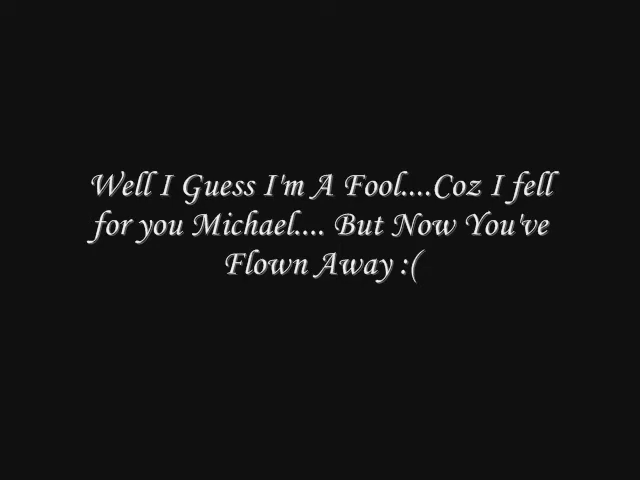 Well I Guess I'm A Fool....Coz I fell
for you Michael.... But Now You've
Flown Away :(